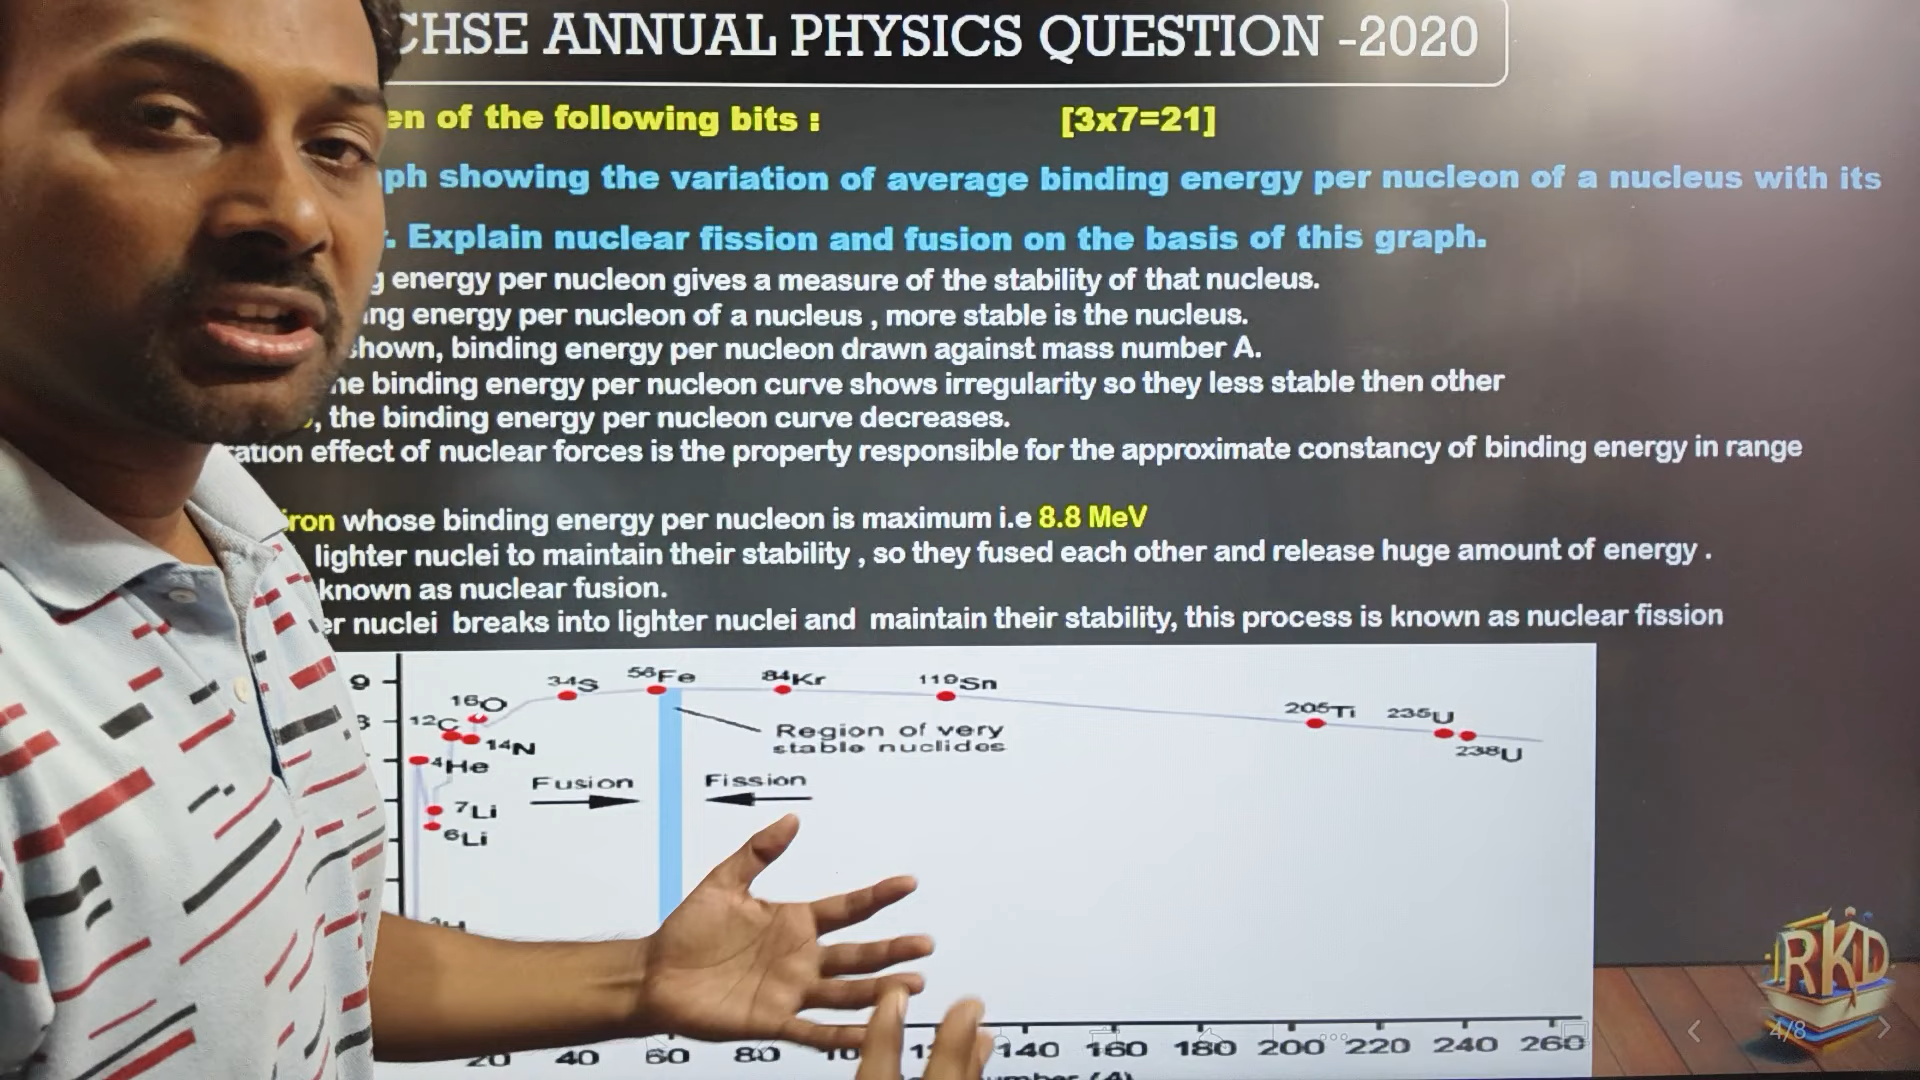 CHSE ANNUAL PHYSICS QUESTION -2020
en of the following bits : [3x7=21]
ph showing the variation of average binding energy per nucleon of a nucleus with its
. Explain nuclear fission and fusion on the basis of this graph.
g energy per nucleon gives a measure of the stability of that nucleus.
ing energy per nucleon of a nucleus , more stable is the nucleus.
shown, binding energy per nucleon drawn against mass number A.
he binding energy per nucleon curve shows irregularity so they less stable then other
, the binding energy per nucleon curve decreases.
ration effect of nuclear forces is the property responsible for the approximate constancy of binding energy in range
iron whose binding energy per nucleon is maximum i.e 8.8 MeV
lighter nuclei to maintain their stability , so they fused each other and release huge amount of energy .
known as nuclear fusion.
er nuclei breaks into lighter nuclei and maintain their stability, this process is known as nuclear fission
9 34S 56Fe 84Kr 119Sn
16O
8 12C 205Ti 235U
14N Region of very
stable nuclides 238U
4He
Fusion Fission
7Li
6Li
RKD
4/8
20 40 60 80 140 160 180 200 220 240 260
(A)